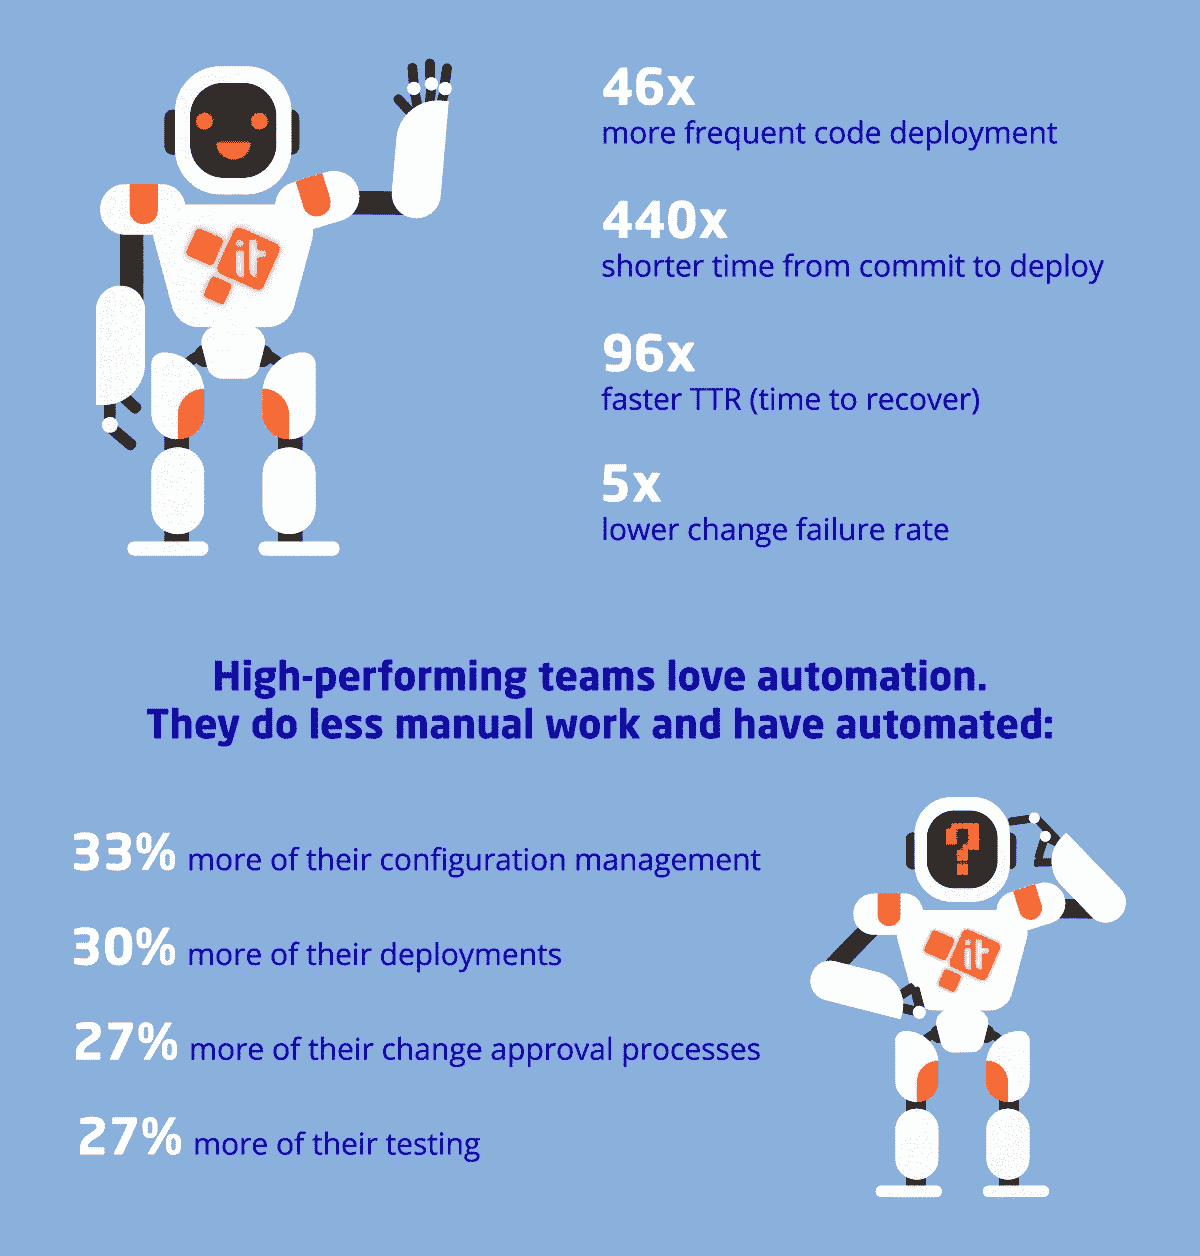 46x
more frequent code deployment
440x
shorter time from commit to deploy
96x
faster TTR (time to recover)
5x
lower change failure rate
it
High-performing teams love automation.
They do less manual work and have automated:
33% more of their configuration management
30% more of their deployments
27% more of their change approval processes
27% more of their testing
?
it